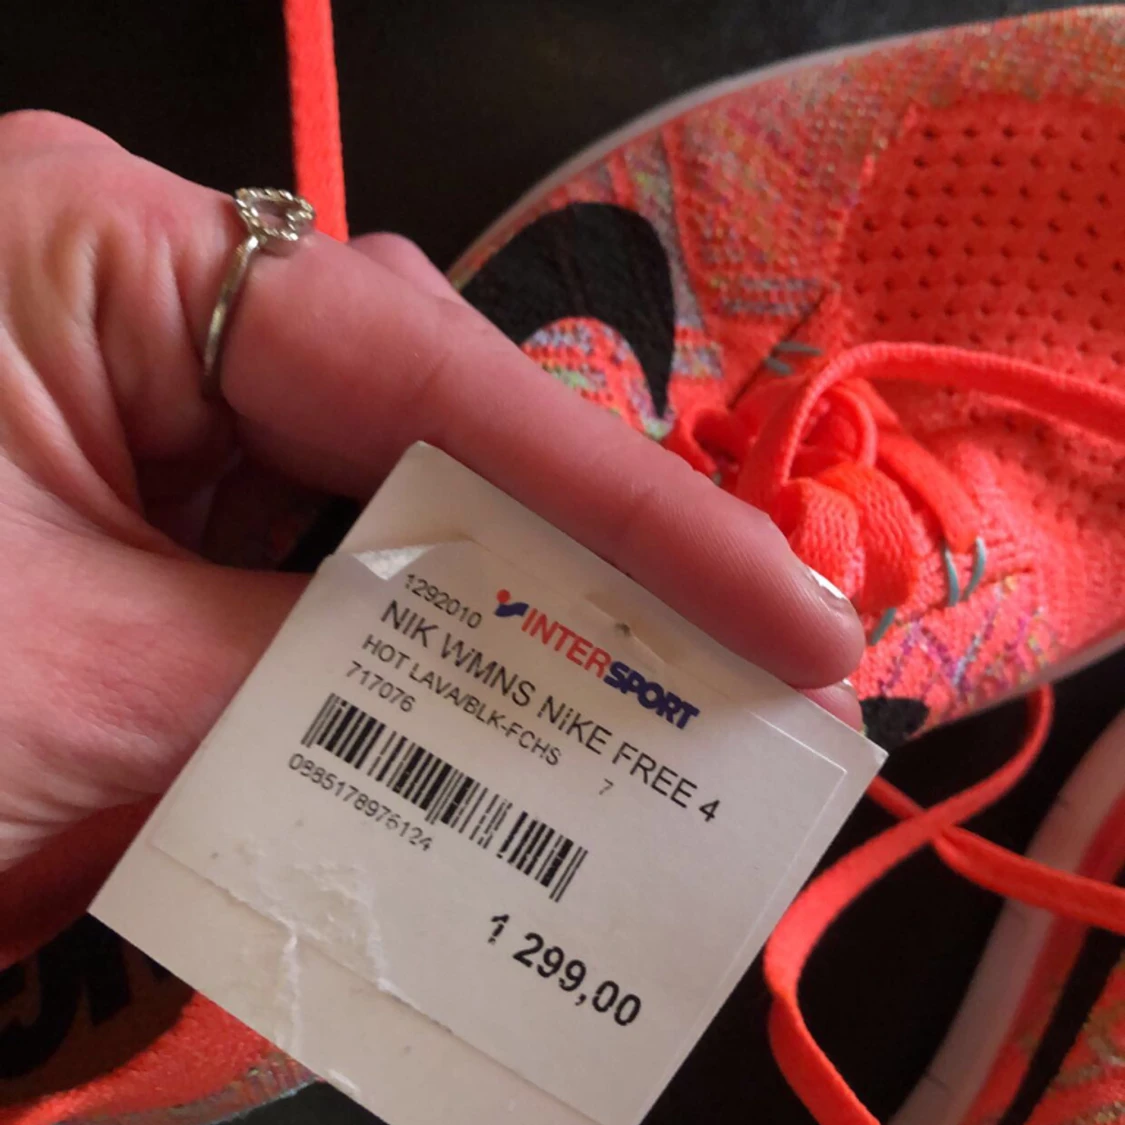 1292010 INTERSPORT
NIK WMNS NIKE FREE 4
HOT LAVA/BLK-FCHS 7
717076
0885178976124
1 299,00